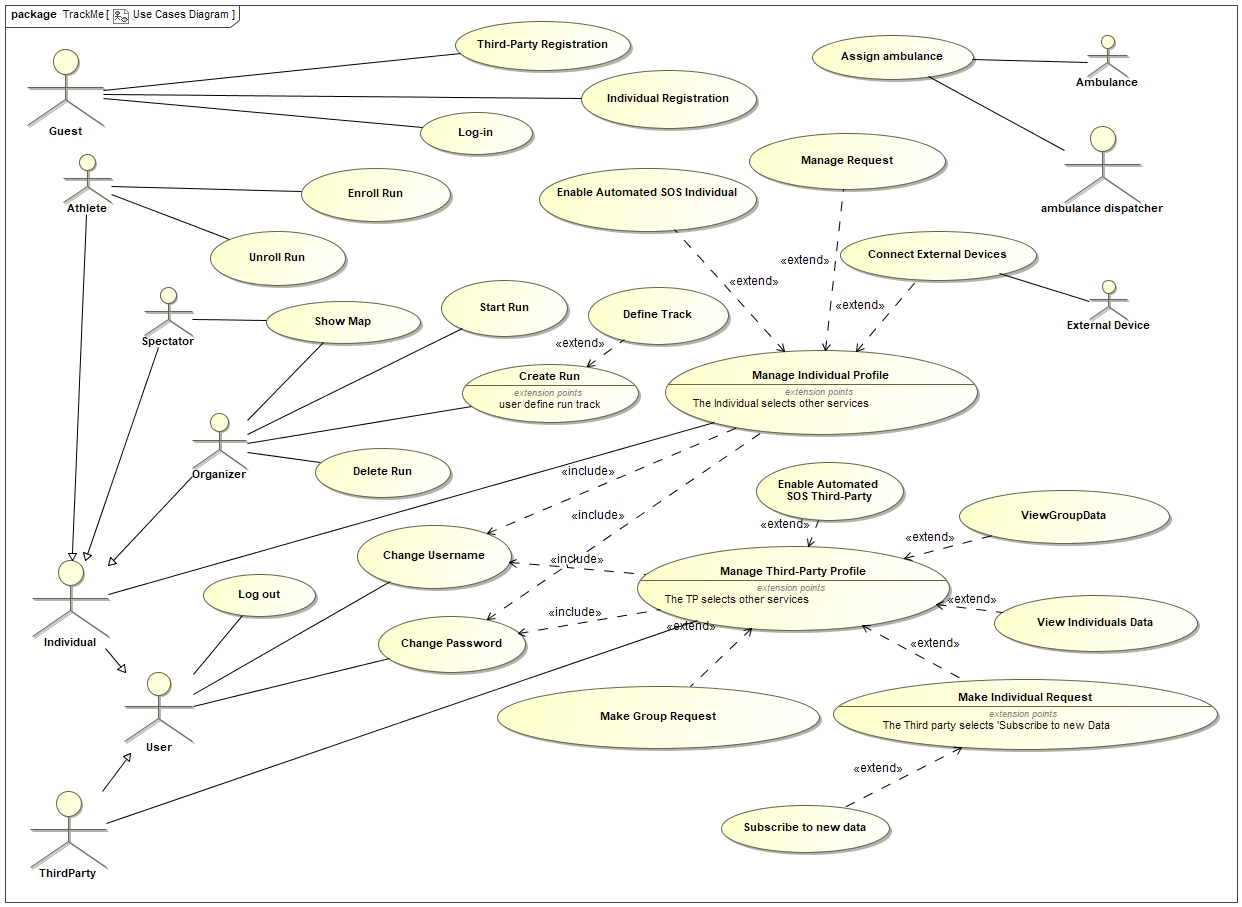 package TrackMe [ Use Cases Diagram ]
Third-Party Registration
Assign ambulance
Ambulance
Guest
Individual Registration
Log-in
Manage Request
Athlete
Enroll Run
Enable Automated SOS Individual
ambulance dispatcher
Unroll Run
«extend»
Connect External Devices
«extend»
«extend»
External Device
Spectator
Show Map
Start Run
Define Track
«extend»
Create Run
extension points
user define run track
Manage Individual Profile
extension points
The Individual selects other services
Organizer
Delete Run
«include»
Enable Automated
SOS Third-Party
«include»
«extend»
ViewGroupData
«extend»
Change Username
«include»
Manage Third-Party Profile
extension points
The TP selects other services
Log out
«include»
«extend»
«extend»
View Individuals Data
Individual
Change Password
«extend»
User
Make Group Request
Make Individual Request
extension points
The Third party selects 'Subscribe to new Data
«extend»
Subscribe to new data
ThirdParty